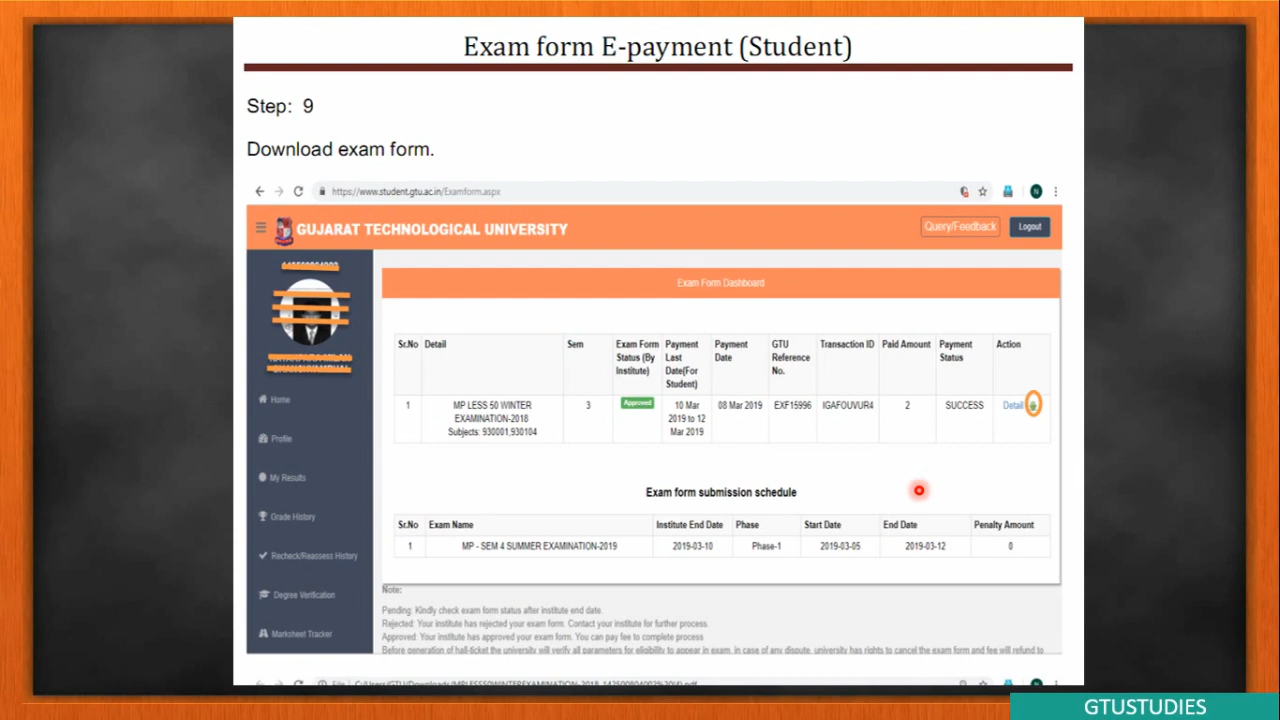 Exam form E-payment (Student)
Step: 9
Download exam form.
https://www.student.gtu.ac.in/Examform.aspx
N
GUJARAT TECHNOLOGICAL UNIVERSITY
Query/Feedback
Logout
Exam Form Dashboard
Sr.No Detail Sem Exam Form Status (By Institute) Payment Last Date(For Student) Payment Date GTU Reference No. Transaction ID Paid Amount Payment Status Action
1 MP LESS 50 WINTER EXAMINATION-2018 Subjects: 930001,930104 3 Approved 10 Mar 2019 to 12 Mar 2019 08 Mar 2019 EXF15996 IGAFOUVUR4 2 SUCCESS Detail
Home
Profile
My Results
Grade History
Recheck/Reassess History
Degree Verification
Marksheet Tracker
Exam form submission schedule
Sr.No Exam Name Institute End Date Phase Start Date End Date Penalty Amount
1 MP - SEM 4 SUMMER EXAMINATION-2019 2019-03-10 Phase-1 2019-03-05 2019-03-12 0
Note:
Pending: Kindly check exam form status after institute end date.
Rejected: Your institute has rejected your exam form. Contact your institute for further process.
Approved: Your institute has approved your exam form. You can pay fee to complete process
Before generation of hall-ticket the university will verify all parameters for eligibility to appear in exam, in case of any dispute, university has rights to cancel the exam form and fee will refund to
GTUSTUDIES